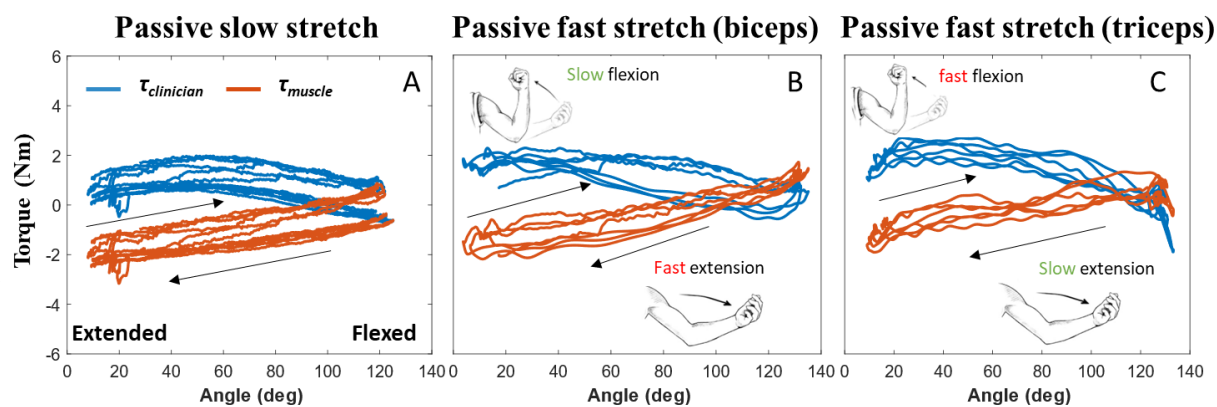 Passive slow stretch
Passive fast stretch (biceps)
Passive fast stretch (triceps)
Torque (Nm)
6
4
2
0
-2
-4
-6
τclinician
τmuscle
A
Extended
Flexed
0 20 40 60 80 100 120 140
Angle (deg)
Slow flexion
B
Fast extension
0 20 40 60 80 100 120 140
Angle (deg)
fast flexion
C
Slow extension
0 20 40 60 80 100 120 140
Angle (deg)